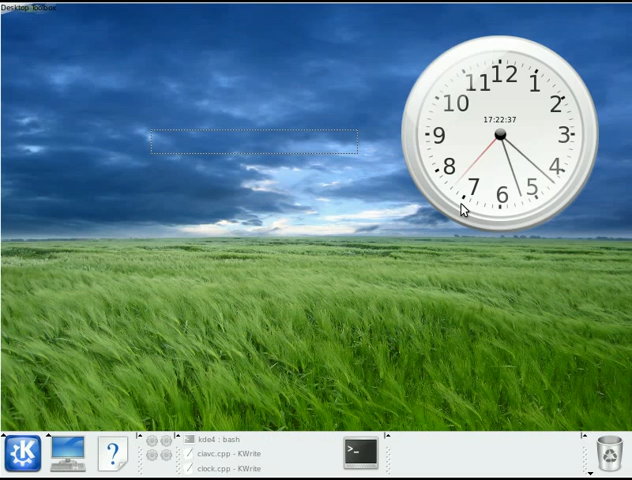 Desktop Toolbox
12
11 1
10 2
17:22:37
9 3
8 4
7 5
6
kde4 : bash
ciavc.cpp - KWrite
clock.cpp - KWrite
K
?
>_